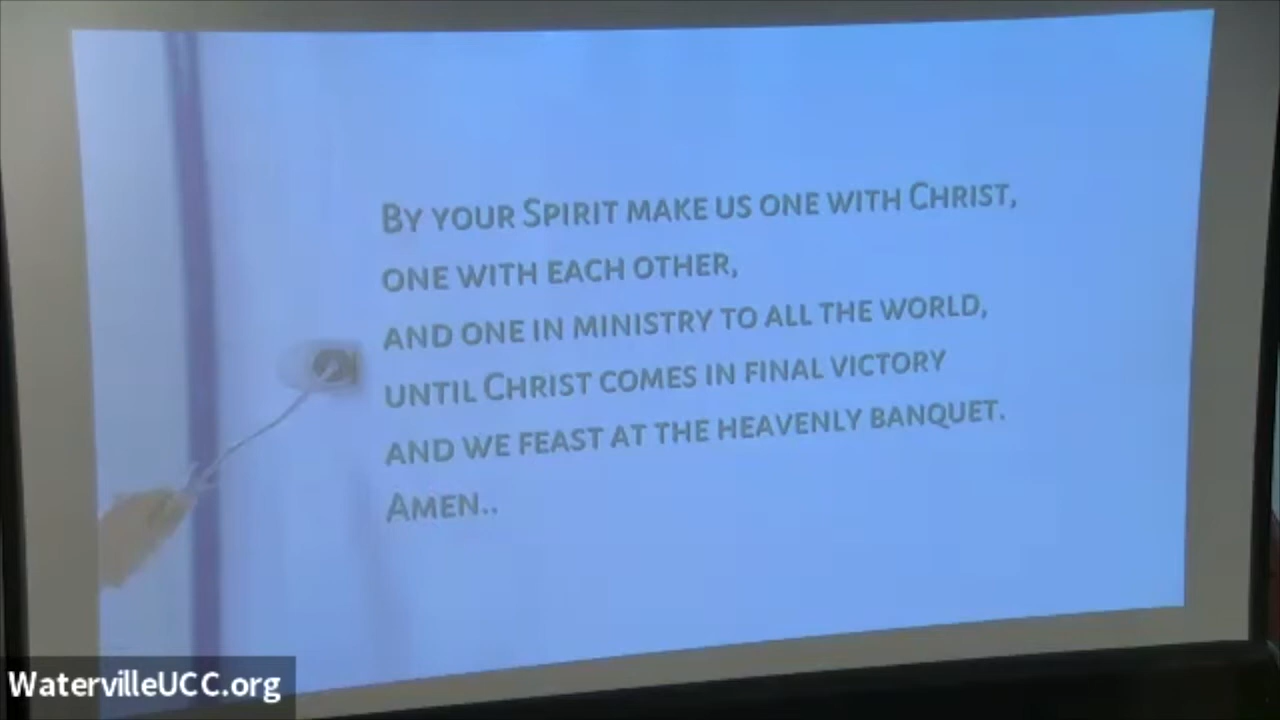 By your Spirit make us one with Christ,
one with each other,
and one in ministry to all the world,
until Christ comes in final victory
and we feast at the heavenly banquet.
Amen..
WatervilleUCC.org